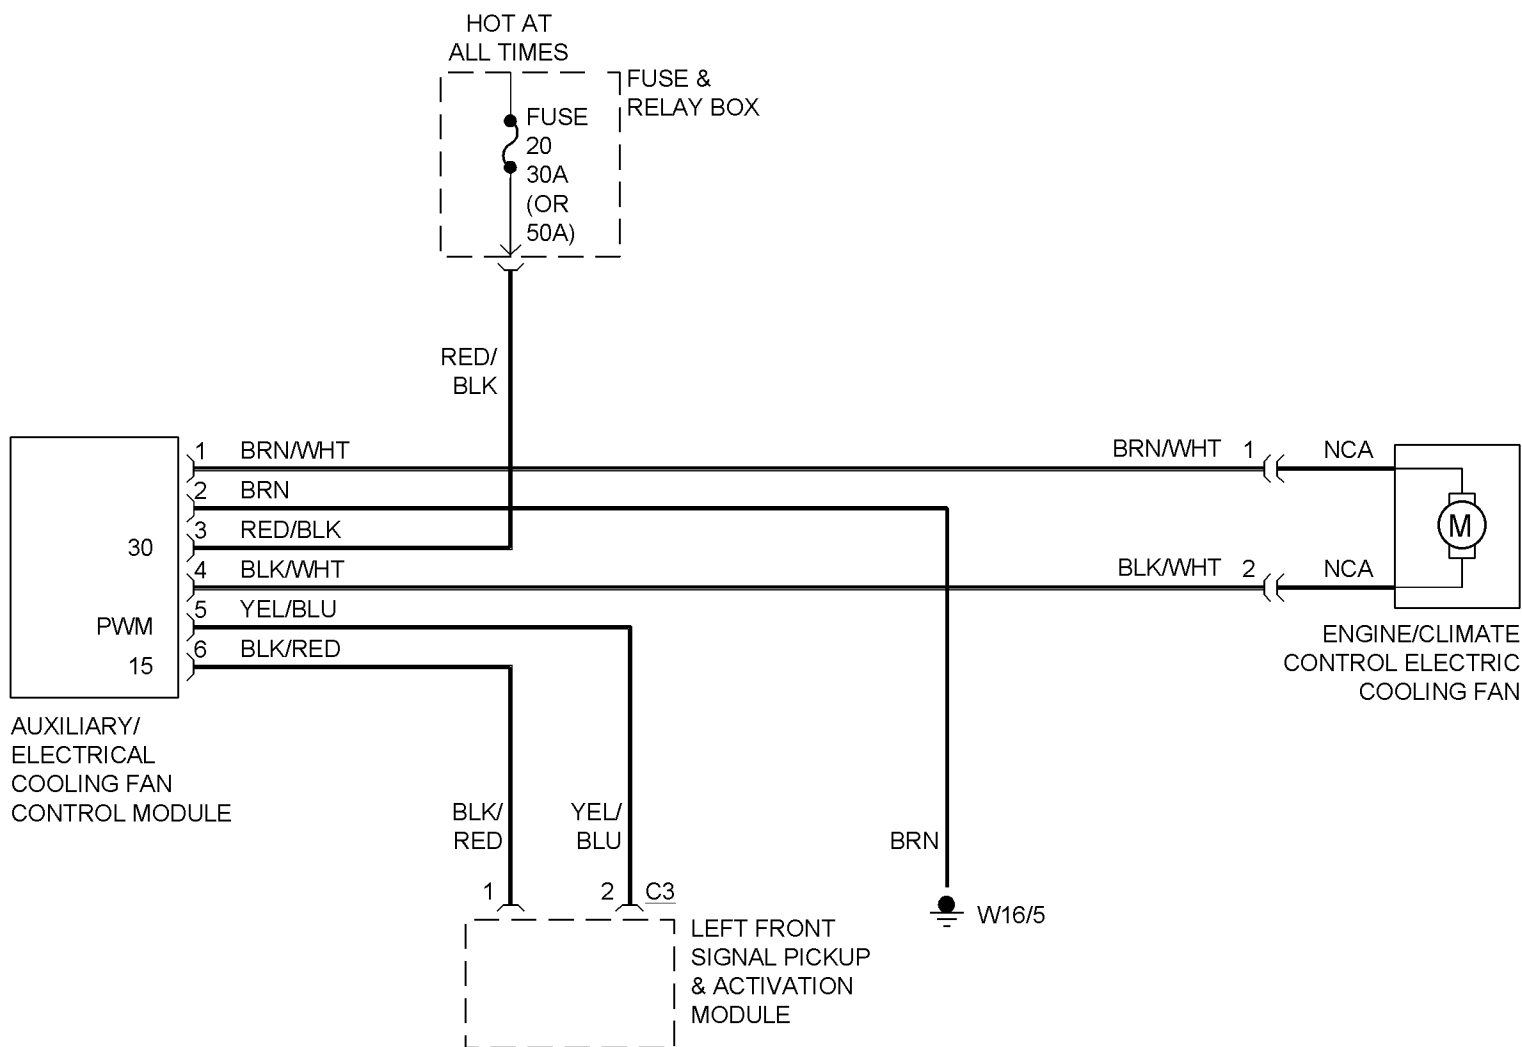 HOT AT
ALL TIMES
FUSE &
RELAY BOX
FUSE
20
30A
(OR
50A)
RED/
BLK
1 BRN/WHT
BRN/WHT 1 NCA
2 BRN
30 3 RED/BLK
M
4 BLK/WHT
BLK/WHT 2 NCA
PWM 5 YEL/BLU
15 6 BLK/RED
ENGINE/CLIMATE
CONTROL ELECTRIC
COOLING FAN
AUXILIARY/
ELECTRICAL
COOLING FAN
CONTROL MODULE
BLK/
RED
YEL/
BLU
BRN
1 2 C3
W16/5
LEFT FRONT
SIGNAL PICKUP
& ACTIVATION
MODULE